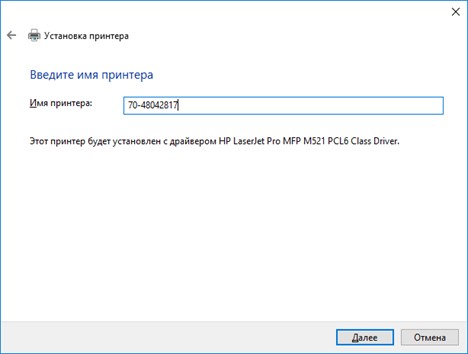 Установка принтера
Введите имя принтера
Имя принтера: 70-48042817
Этот принтер будет установлен с драйвером HP LaserJet Pro MFP M521 PCL6 Class Driver.
Далее Отмена